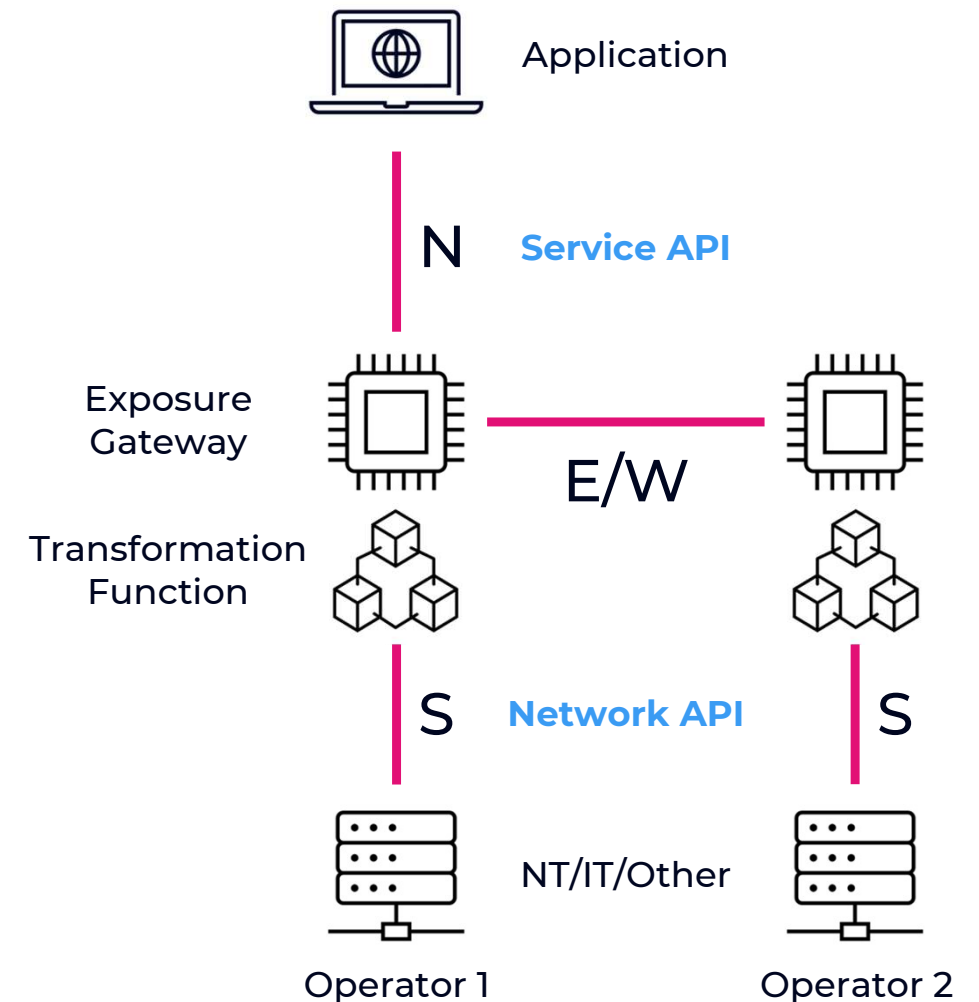 Application
N
Service API
Exposure
Gateway
E/W
Transformation
Function
S
Network API
S
NT/IT/Other
Operator 1
Operator 2